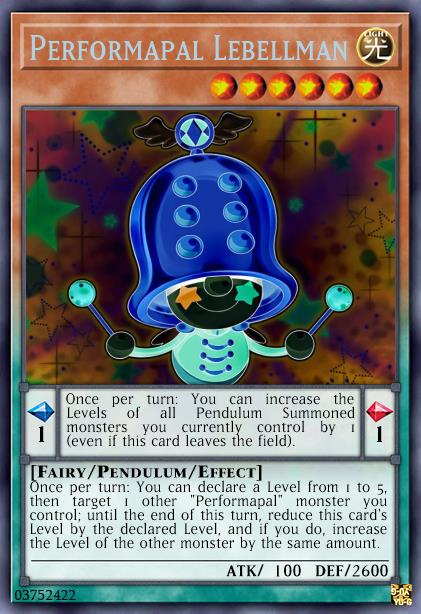 Performapal Lebellman
LIGHT
光
Once per turn: You can increase the
Levels of all Pendulum Summoned
monsters you currently control by 1
(even if this card leaves the field).
1
1
[Fairy/Pendulum/Effect]
Once per turn: You can declare a Level from 1 to 5,
then target 1 other "Performapal" monster you
control; until the end of this turn, reduce this card's
Level by the declared Level, and if you do, increase
the Level of the other monster by the same amount.
ATK/ 100 DEF/2600
03752422